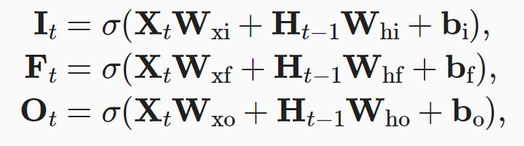 I_t = σ(X_t W_xi + H_{t−1} W_hi + b_i),
F_t = σ(X_t W_xf + H_{t−1} W_hf + b_f),
O_t = σ(X_t W_xo + H_{t−1} W_ho + b_o),